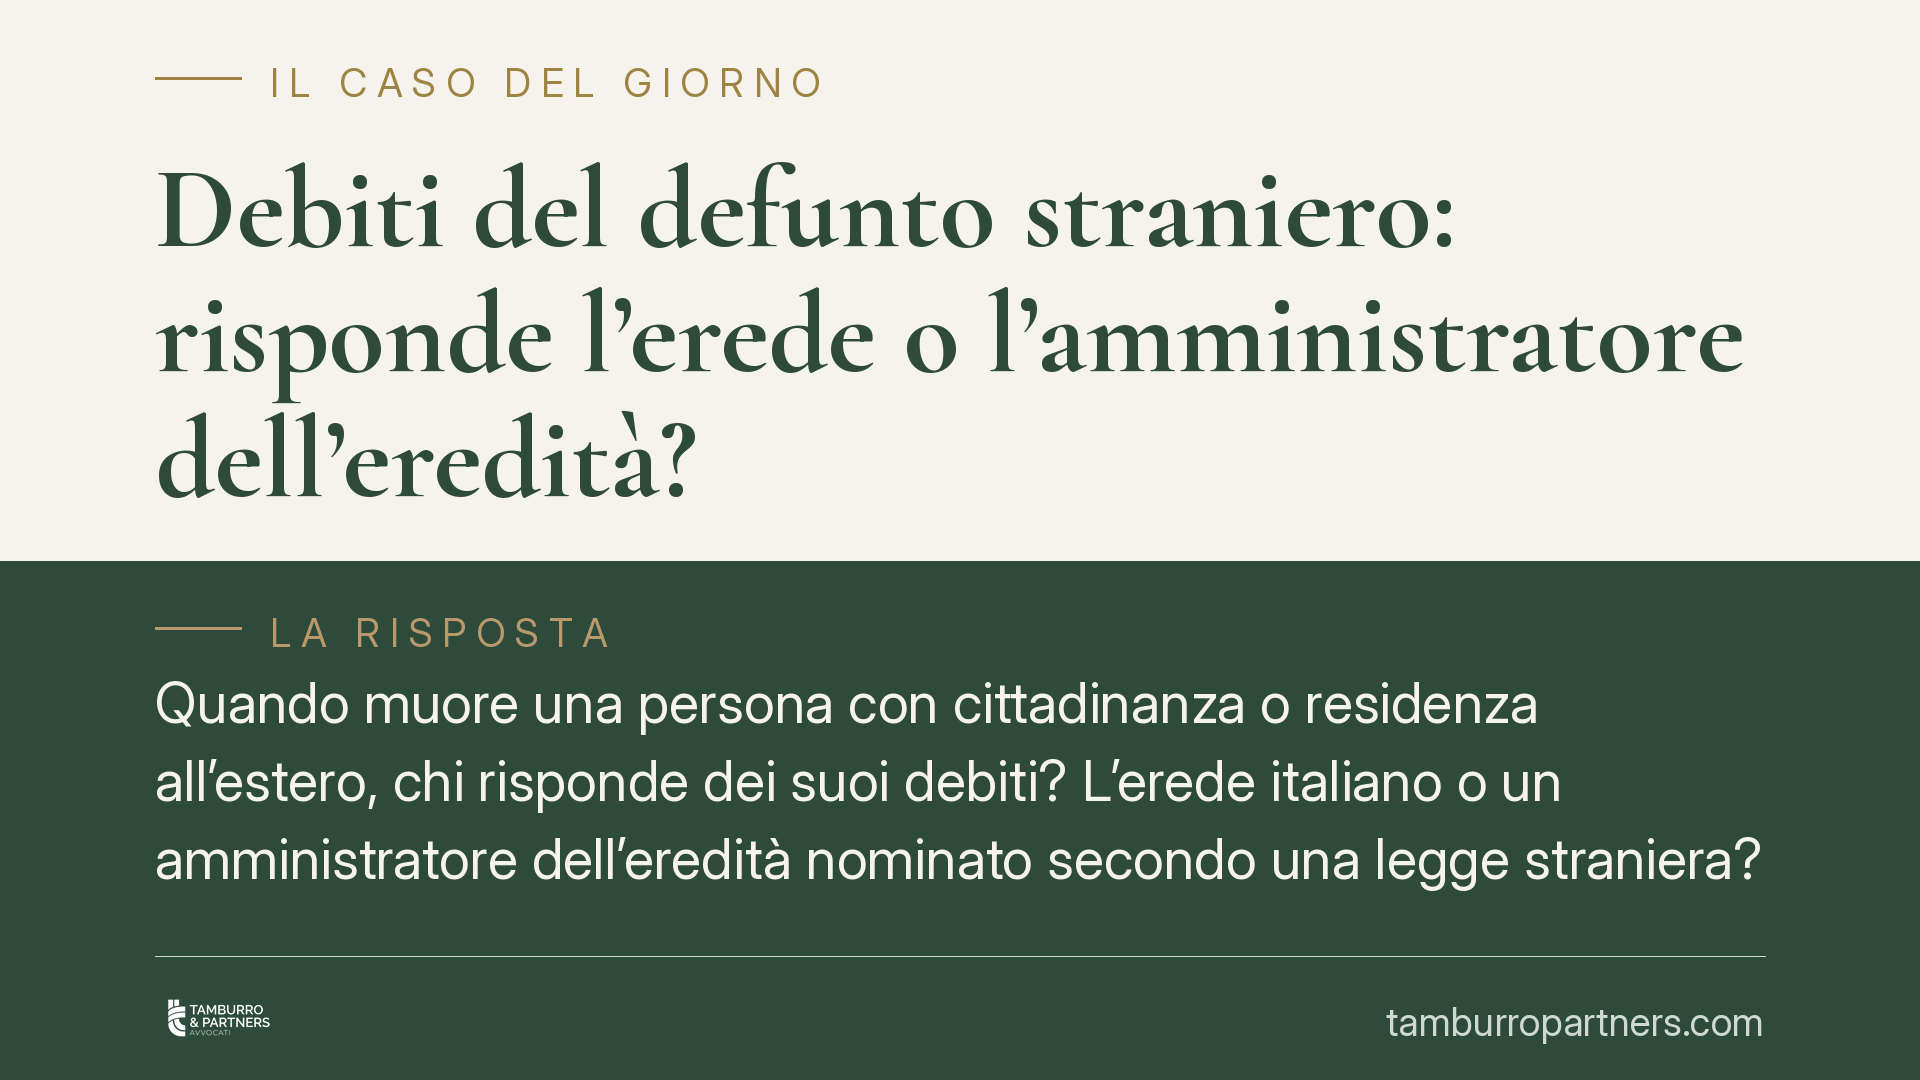 IL CASO DEL GIORNO
Debiti del defunto straniero:
risponde l’erede o l’amministratore
dell’eredità?
LA RISPOSTA
Quando muore una persona con cittadinanza o residenza
all’estero, chi risponde dei suoi debiti? L’erede italiano o un
amministratore dell’eredità nominato secondo una legge straniera?
TAMBURRO
& PARTNERS
AVVOCATI
tamburropartners.com